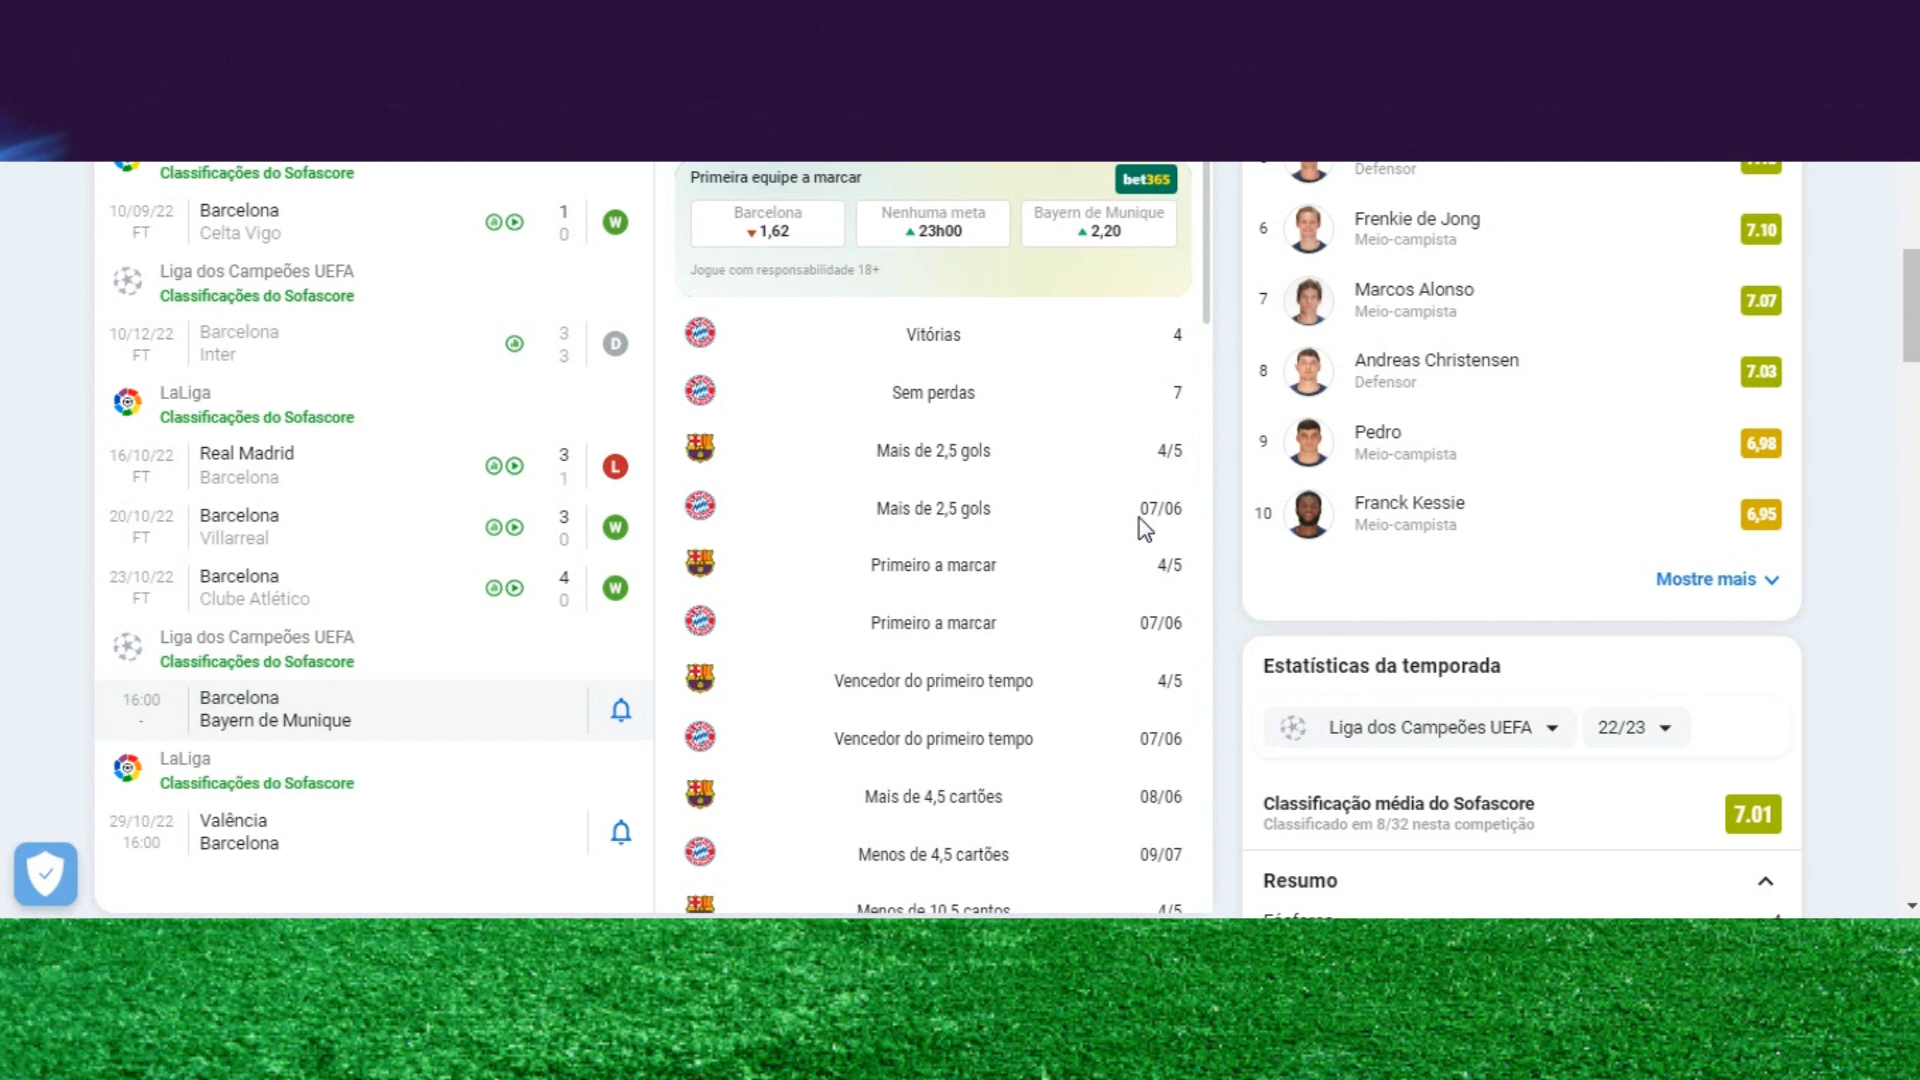 Classificações do Sofascore
10/09/22
FT
Barcelona
Celta Vigo
1
0
W
Liga dos Campeões UEFA
Classificações do Sofascore
10/12/22
FT
Barcelona
Inter
3
3
D
LaLiga
Classificações do Sofascore
16/10/22
FT
Real Madrid
Barcelona
3
1
L
20/10/22
FT
Barcelona
Villarreal
3
0
W
23/10/22
FT
Barcelona
Clube Atlético
4
0
W
Liga dos Campeões UEFA
Classificações do Sofascore
16:00
-
Barcelona
Bayern de Munique
LaLiga
Classificações do Sofascore
29/10/22
16:00
Valência
Barcelona
Primeira equipe a marcar
bet365
Barcelona
1,62
Nenhuma meta
23h00
Bayern de Munique
2,20
Jogue com responsabilidade 18+
Vitórias 4
Sem perdas 7
Mais de 2,5 gols 4/5
Mais de 2,5 gols 07/06
Primeiro a marcar 4/5
Primeiro a marcar 07/06
Vencedor do primeiro tempo 4/5
Vencedor do primeiro tempo 07/06
Mais de 4,5 cartões 08/06
Menos de 4,5 cartões 09/07
Menos de 10,5 cantos 4/5
Defensor
6 Frenkie de Jong 7.10
Meio-campista
7 Marcos Alonso 7.07
Meio-campista
8 Andreas Christensen 7.03
Defensor
9 Pedro 6,98
Meio-campista
10 Franck Kessie 6,95
Meio-campista
Mostre mais
Estatísticas da temporada
Liga dos Campeões UEFA 22/23
Classificação média do Sofascore 7.01
Classificado em 8/32 nesta competição
Resumo